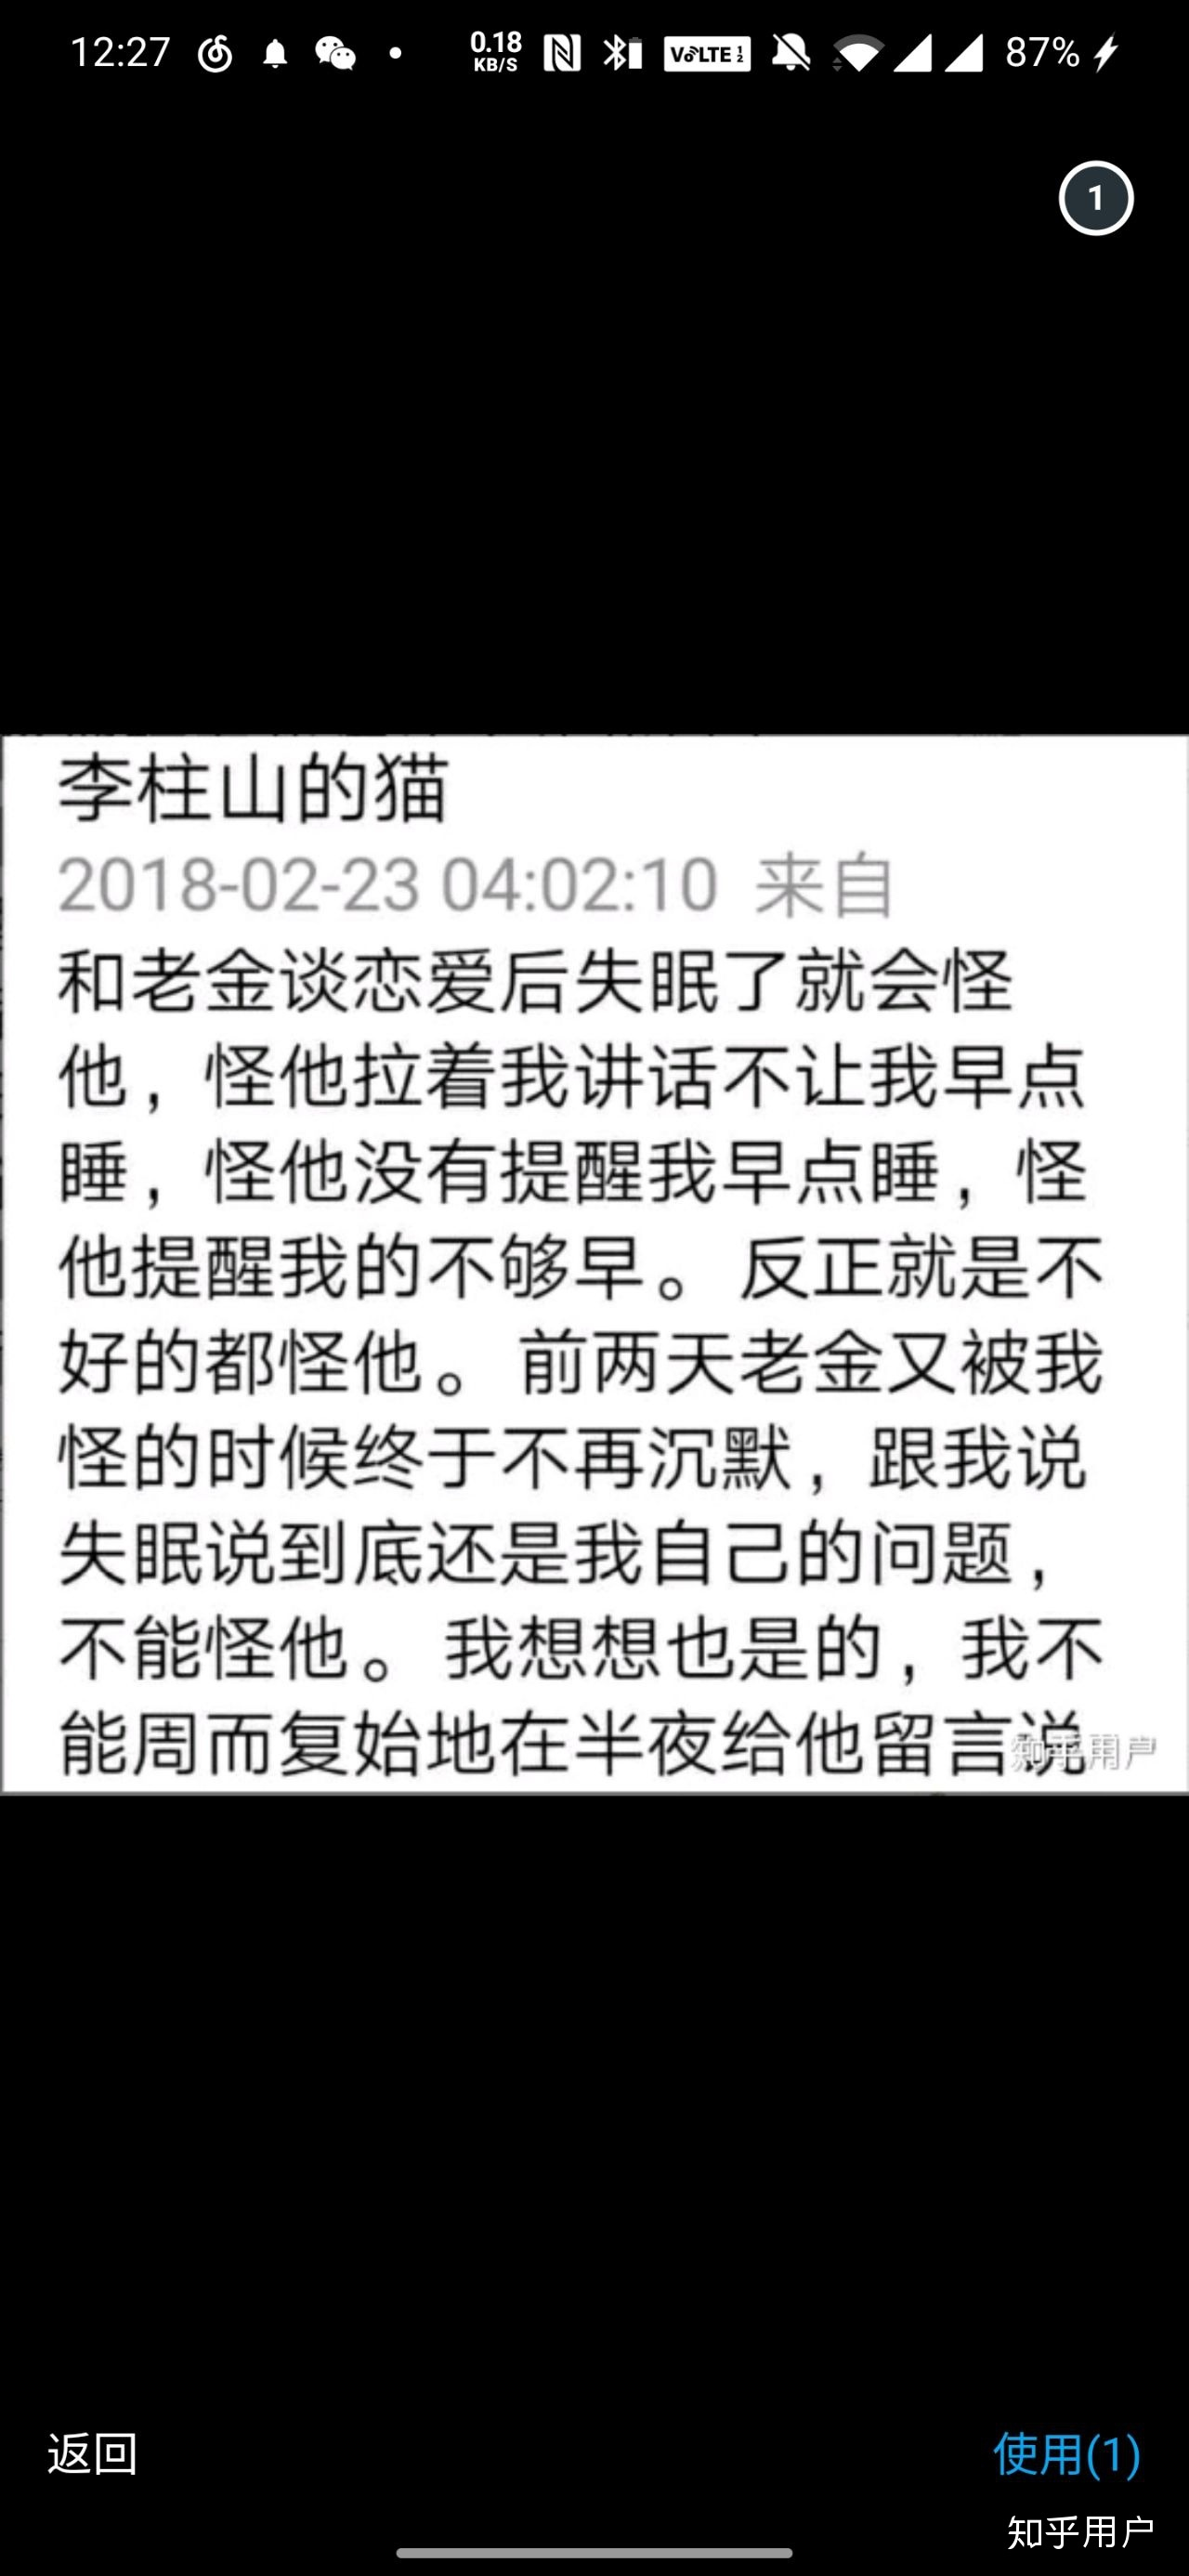 12:27 0.18 KB/S VoLTE 1 2 87%
1
李柱山的猫
2018-02-23 04:02:10 来自
和老金谈恋爱后失眠了就会怪
他，怪他拉着我讲话不让我早点
睡，怪他没有提醒我早点睡，怪
他提醒我的不够早。反正就是不
好的都怪他。前两天老金又被我
怪的时候终于不再沉默，跟我说
失眠说到底还是我自己的问题，
不能怪他。我想想也是的，我不
能周而复始地在半夜给他留言说
知乎用户
返回 使用(1)
知乎用户